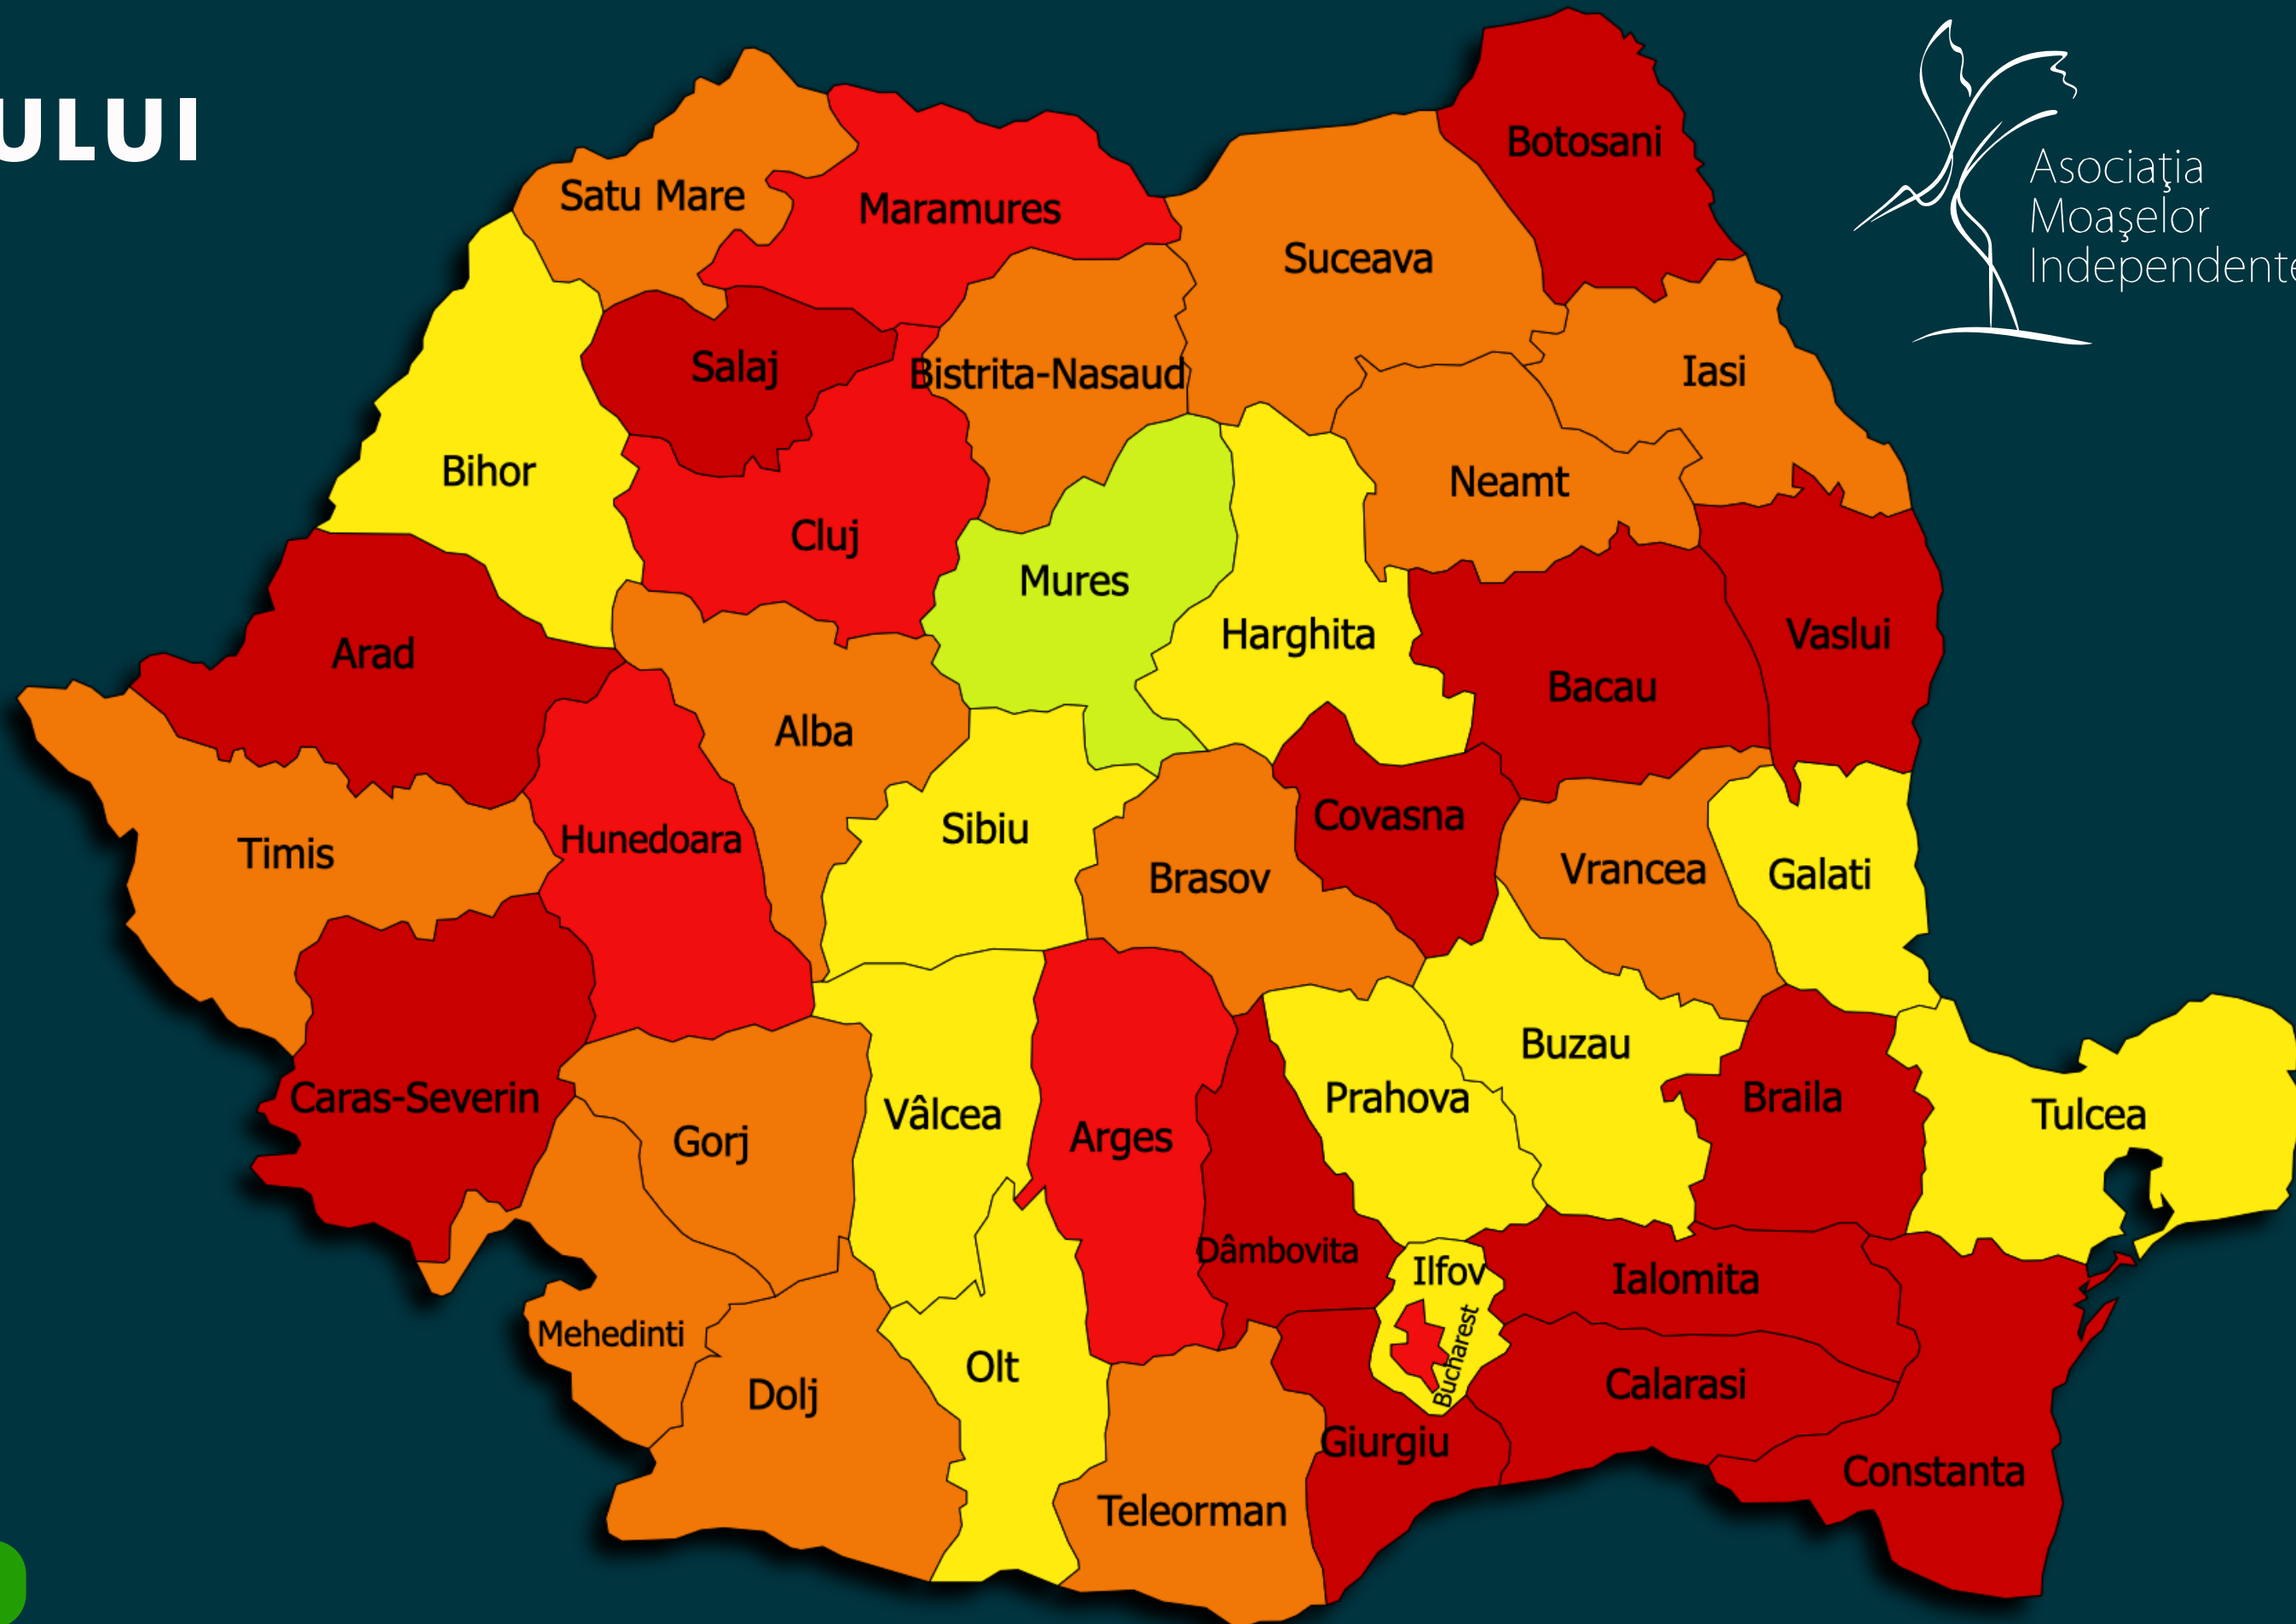 ULUI
Asociaţia
Moaşelor
Independente
Botosani
Satu Mare
Maramures
Suceava
Salaj
Bistrita-Nasaud
Iasi
Bihor
Neamt
Cluj
Mures
Harghita
Vaslui
Arad
Bacau
Alba
Covasna
Sibiu
Hunedoara
Timis
Vrancea
Galati
Brasov
Buzau
Caras-Severin
Prahova
Braila
Vâlcea
Tulcea
Arges
Gorj
Dâmbovita
Ilfov
Ialomita
Mehedinti
Bucharest
Olt
Calarasi
Dolj
Giurgiu
Constanta
Teleorman